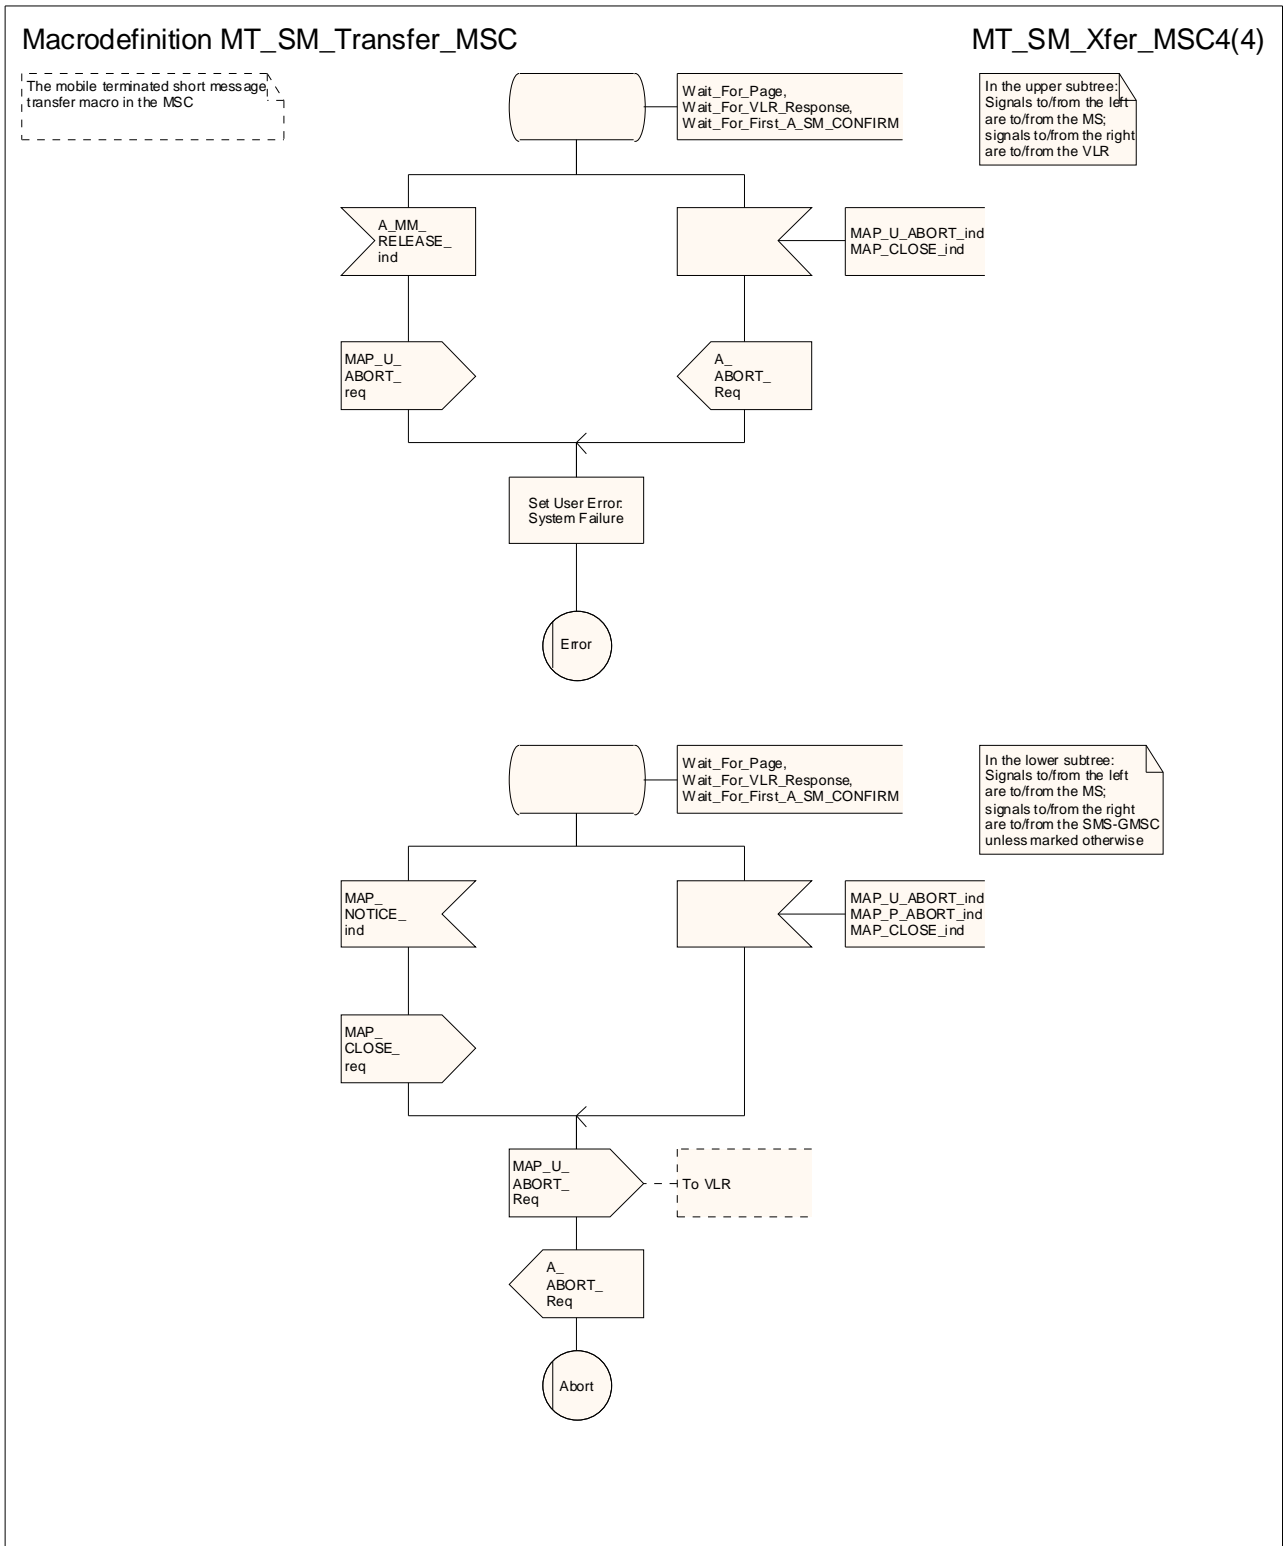 Macrodefinition MT_SM_Transfer_MSC
MT_SM_Xfer_MSC4(4)
The mobile terminated short message
transfer macro in the MSC
Wait_For_Page,
Wait_For_VLR_Response,
Wait_For_First_A_SM_CONFIRM
In the upper subtree:
Signals to/from the left
are to/from the MS;
signals to/from the right
are to/from the VLR
A_MM_
RELEASE_
ind
MAP_U_ABORT_ind
MAP_CLOSE_ind
MAP_U_
ABORT_
req
A_
ABORT_
Req
Set User Error:
System Failure
Error
Wait_For_Page,
Wait_For_VLR_Response,
Wait_For_First_A_SM_CONFIRM
In the lower subtree:
Signals to/from the left
are to/from the MS;
signals to/from the right
are to/from the SMS-GMSC
unless marked otherwise
MAP_
NOTICE_
ind
MAP_U_ABORT_ind
MAP_P_ABORT_ind
MAP_CLOSE_ind
MAP_
CLOSE_
req
MAP_U_
ABORT_
Req
To VLR
A_
ABORT_
Req
Abort